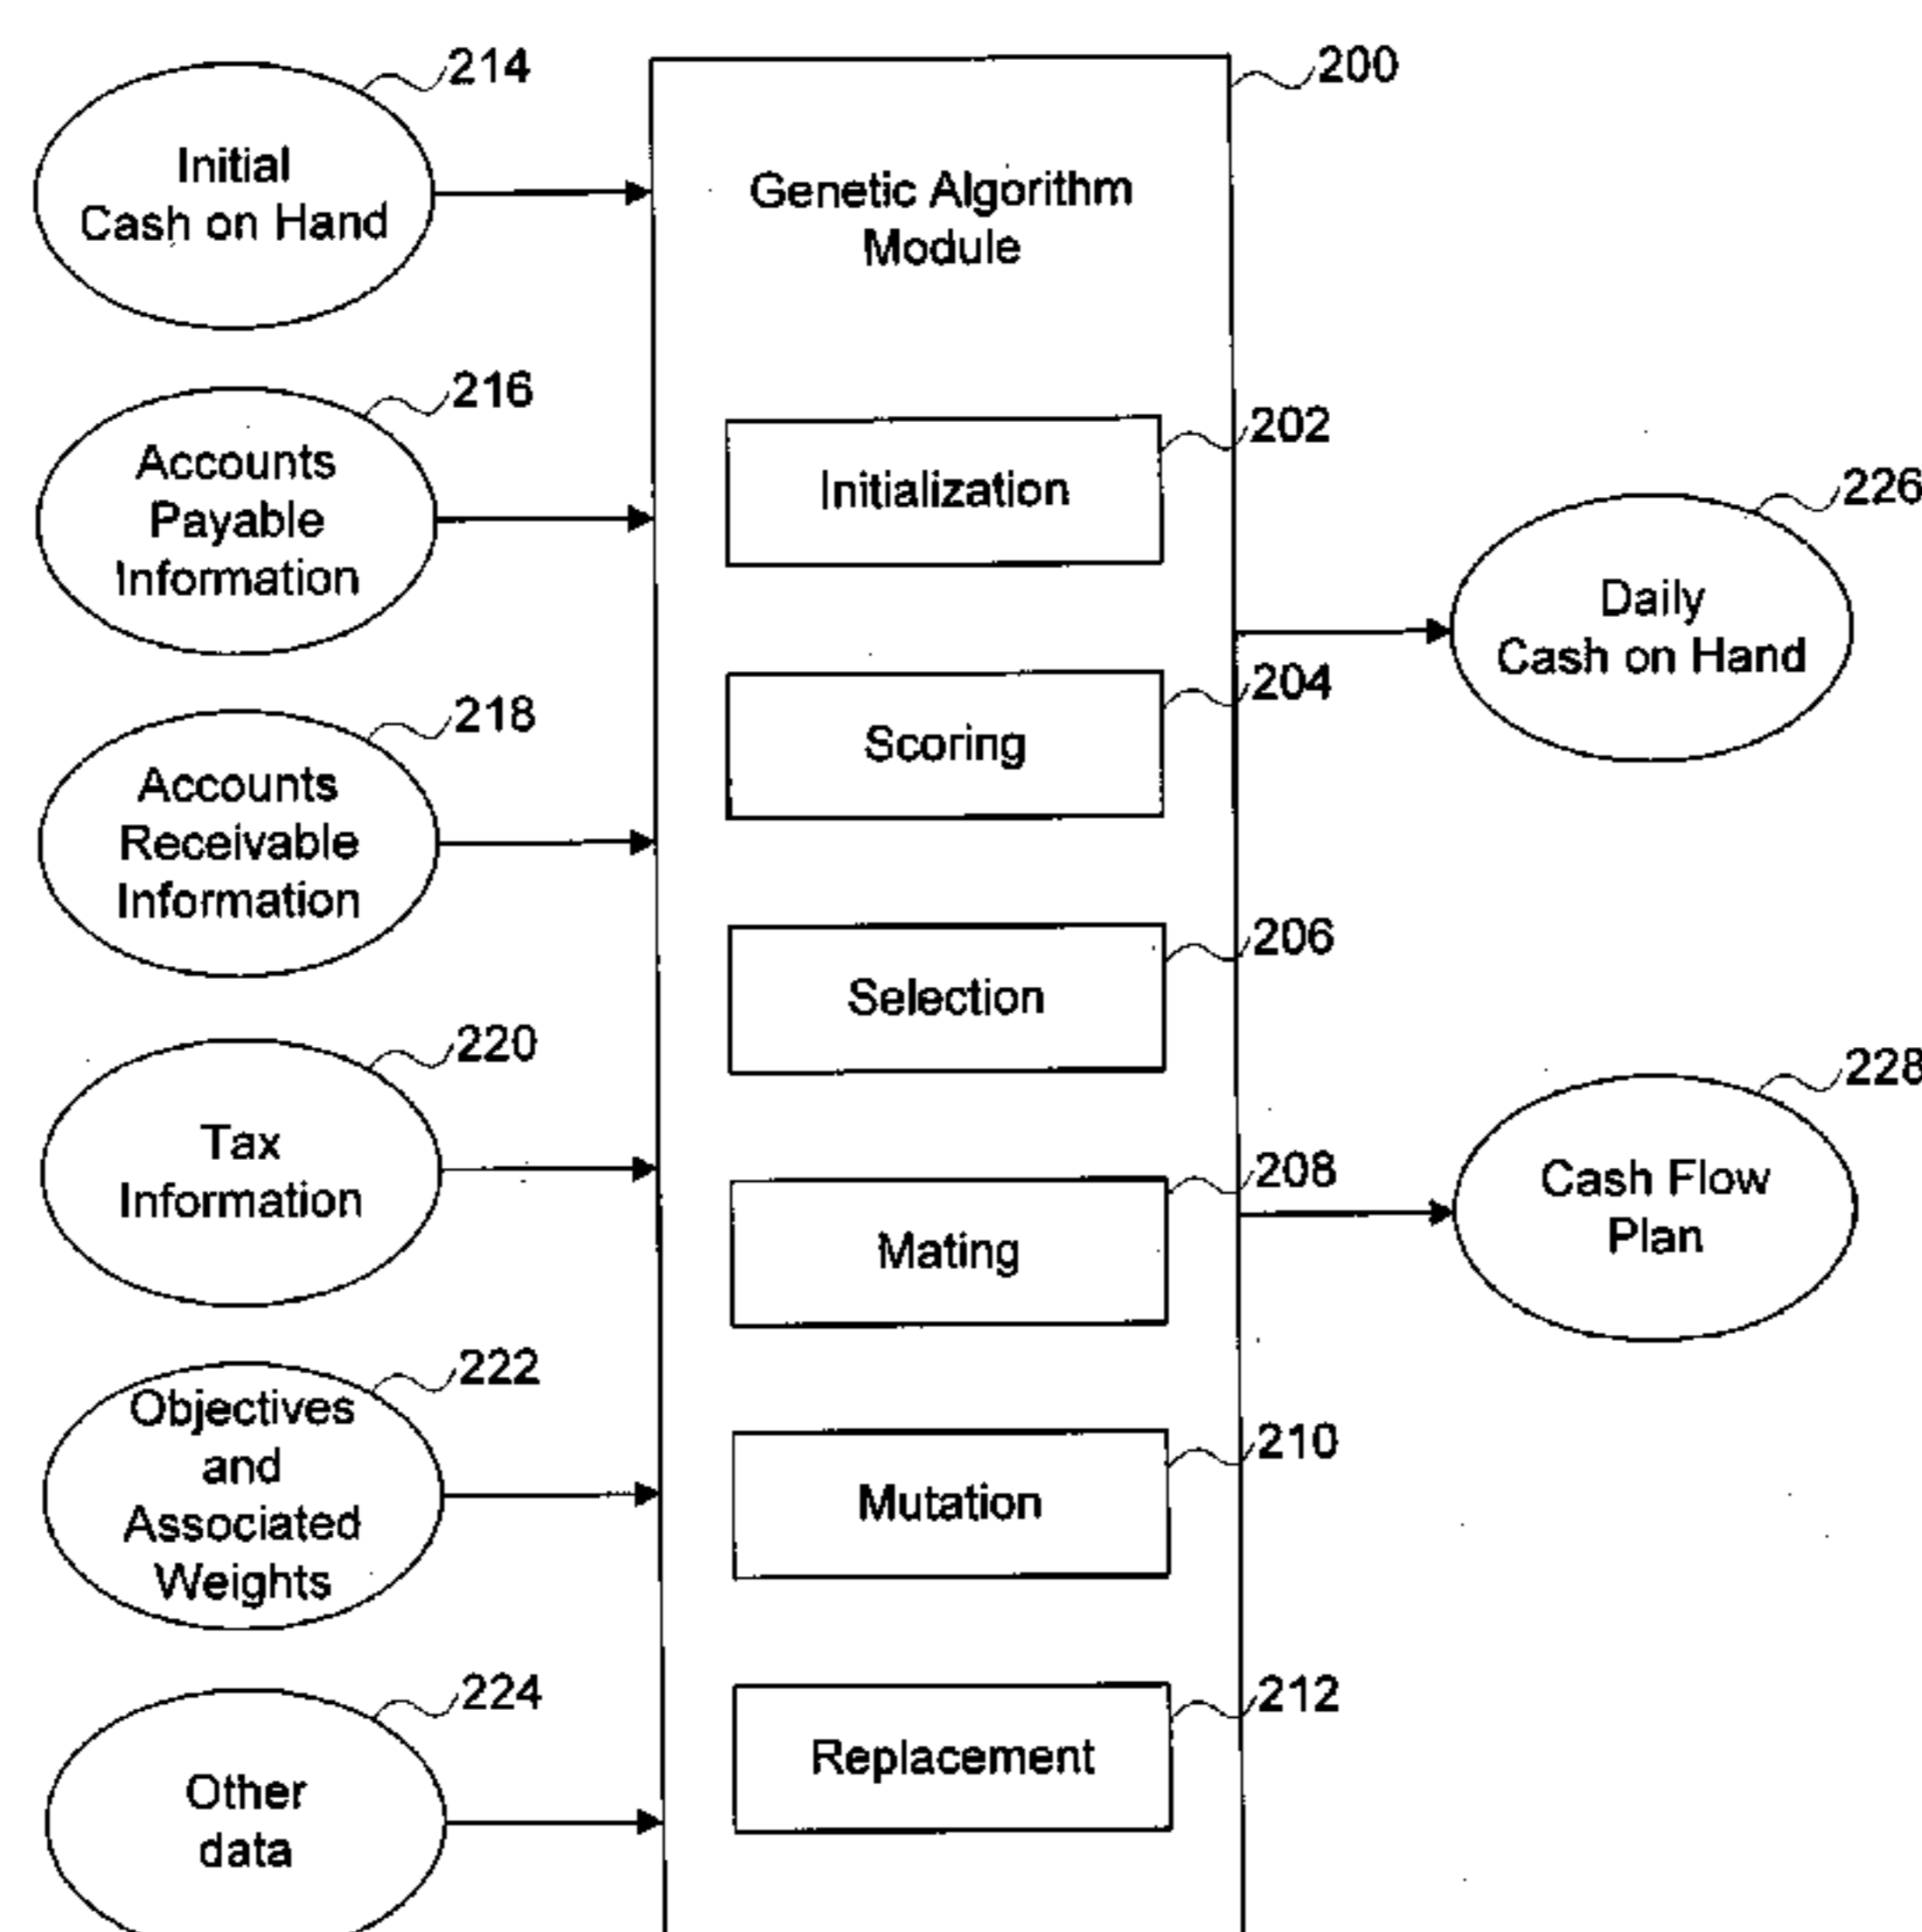 214
Initial
Cash on Hand
216
Accounts
Payable
Information
218
Accounts
Receivable
Information
220
Tax
Information
222
Objectives
and
Associated
Weights
224
Other
data
200
Genetic Algorithm
Module
202
Initialization
204
Scoring
206
Selection
208
Mating
210
Mutation
212
Replacement
226
Daily
Cash on Hand
228
Cash Flow
Plan